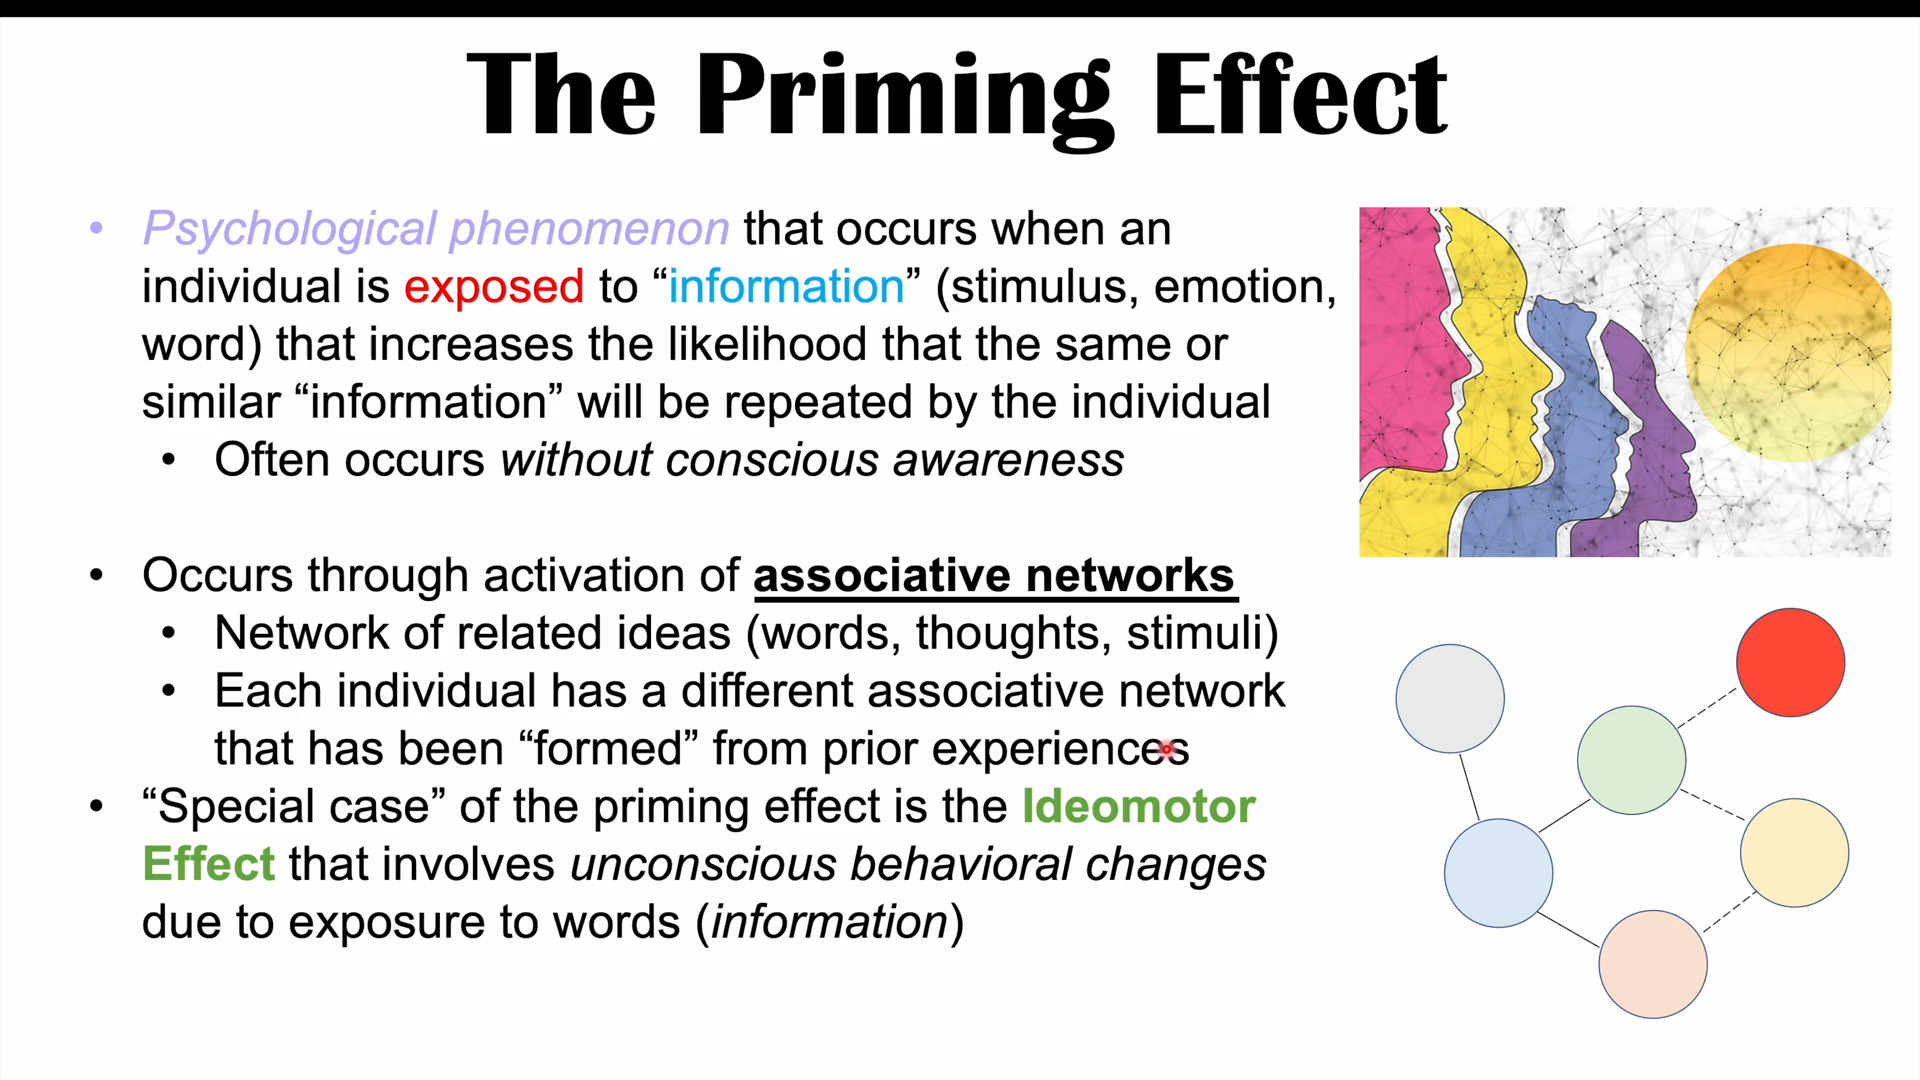 The Priming Effect
• Psychological phenomenon that occurs when an
individual is exposed to “information” (stimulus, emotion,
word) that increases the likelihood that the same or
similar “information” will be repeated by the individual
• Often occurs without conscious awareness
• Occurs through activation of associative networks
• Network of related ideas (words, thoughts, stimuli)
• Each individual has a different associative network
that has been “formed” from prior experiences
• “Special case” of the priming effect is the Ideomotor
Effect that involves unconscious behavioral changes
due to exposure to words (information)